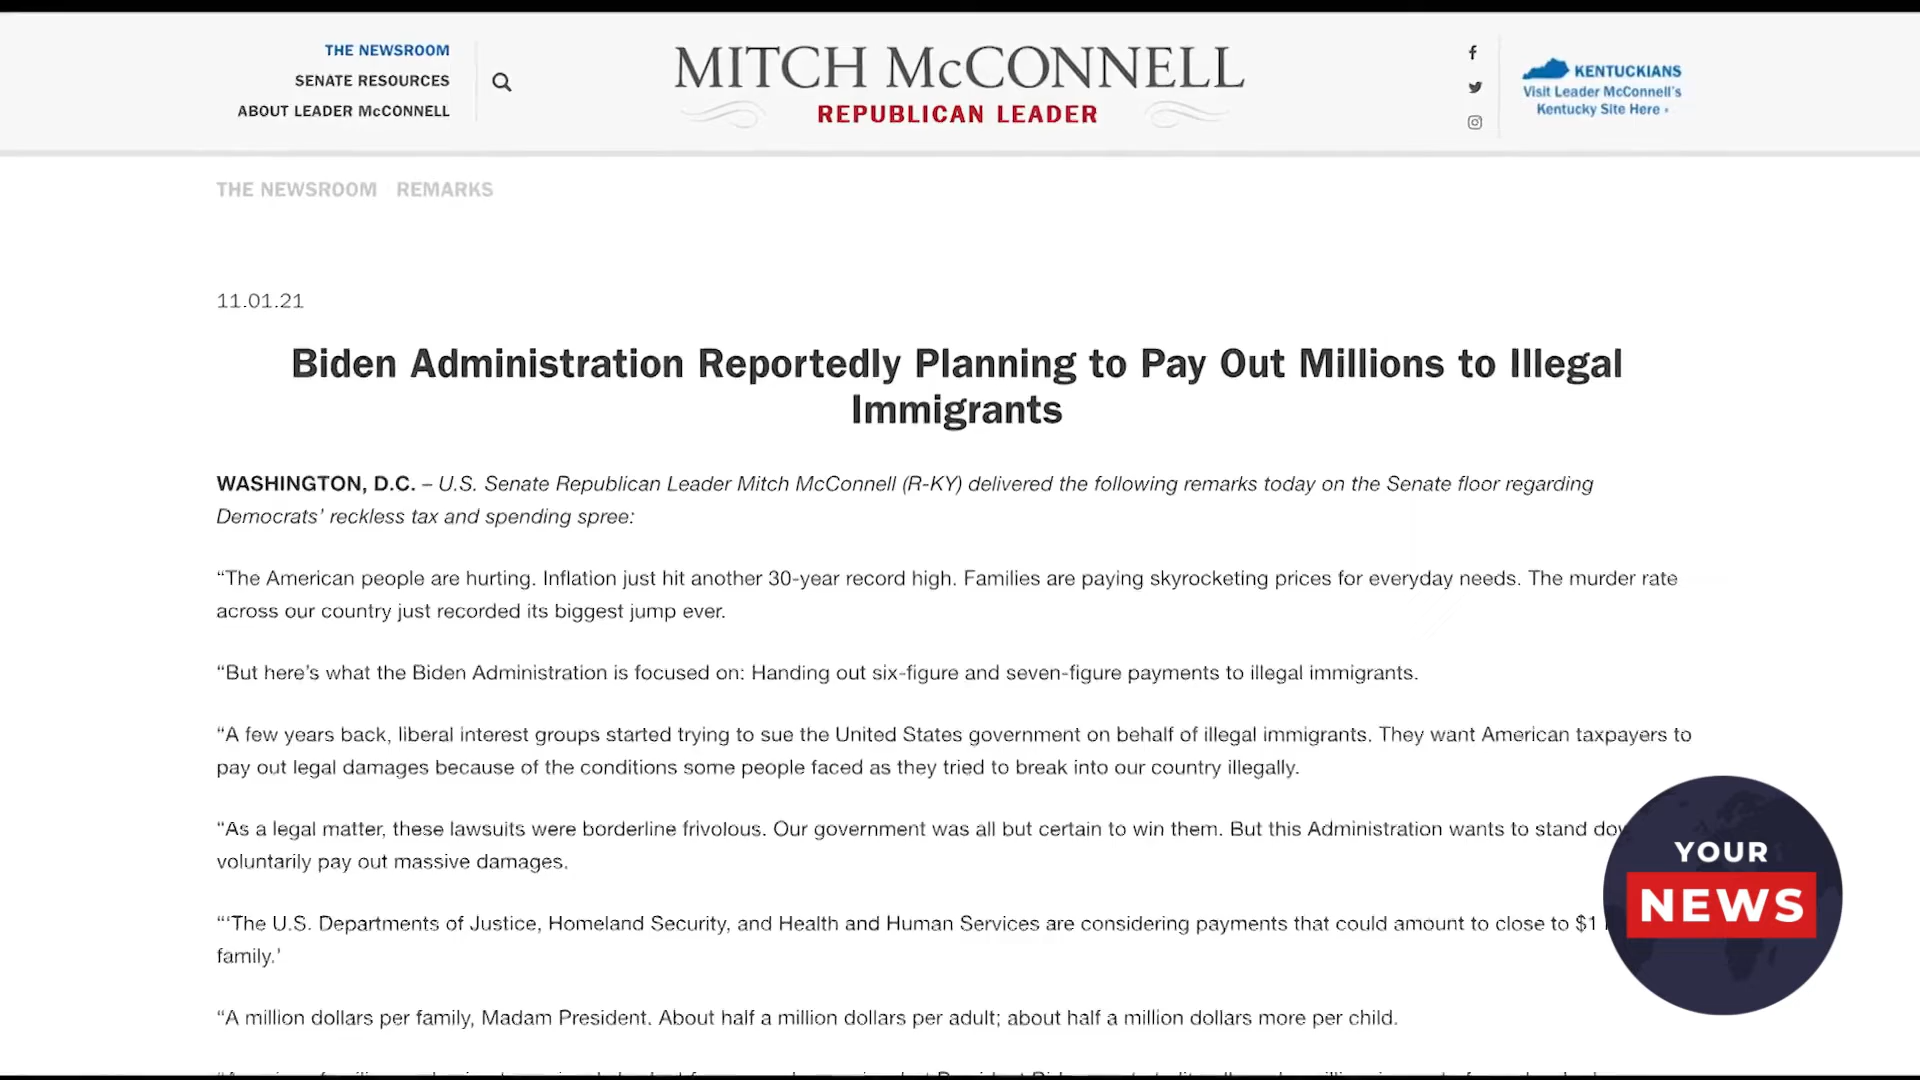 THE NEWSROOM
SENATE RESOURCES
ABOUT LEADER McCONNELL
MITCH McCONNELL
REPUBLICAN LEADER
KENTUCKIANS
Visit Leader McConnell's
Kentucky Site Here ›
THE NEWSROOM REMARKS
11.01.21
Biden Administration Reportedly Planning to Pay Out Millions to Illegal
Immigrants
WASHINGTON, D.C. – U.S. Senate Republican Leader Mitch McConnell (R-KY) delivered the following remarks today on the Senate floor regarding
Democrats’ reckless tax and spending spree:
“The American people are hurting. Inflation just hit another 30-year record high. Families are paying skyrocketing prices for everyday needs. The murder rate
across our country just recorded its biggest jump ever.
“But here’s what the Biden Administration is focused on: Handing out six-figure and seven-figure payments to illegal immigrants.
“A few years back, liberal interest groups started trying to sue the United States government on behalf of illegal immigrants. They want American taxpayers to
pay out legal damages because of the conditions some people faced as they tried to break into our country illegally.
“As a legal matter, these lawsuits were borderline frivolous. Our government was all but certain to win them. But this Administration wants to stand
voluntarily pay out massive damages.
“‘The U.S. Departments of Justice, Homeland Security, and Health and Human Services are considering payments that could amount to close to $1
family.’
“A million dollars per family, Madam President. About half a million dollars per adult; about half a million dollars more per child.
YOUR
NEWS